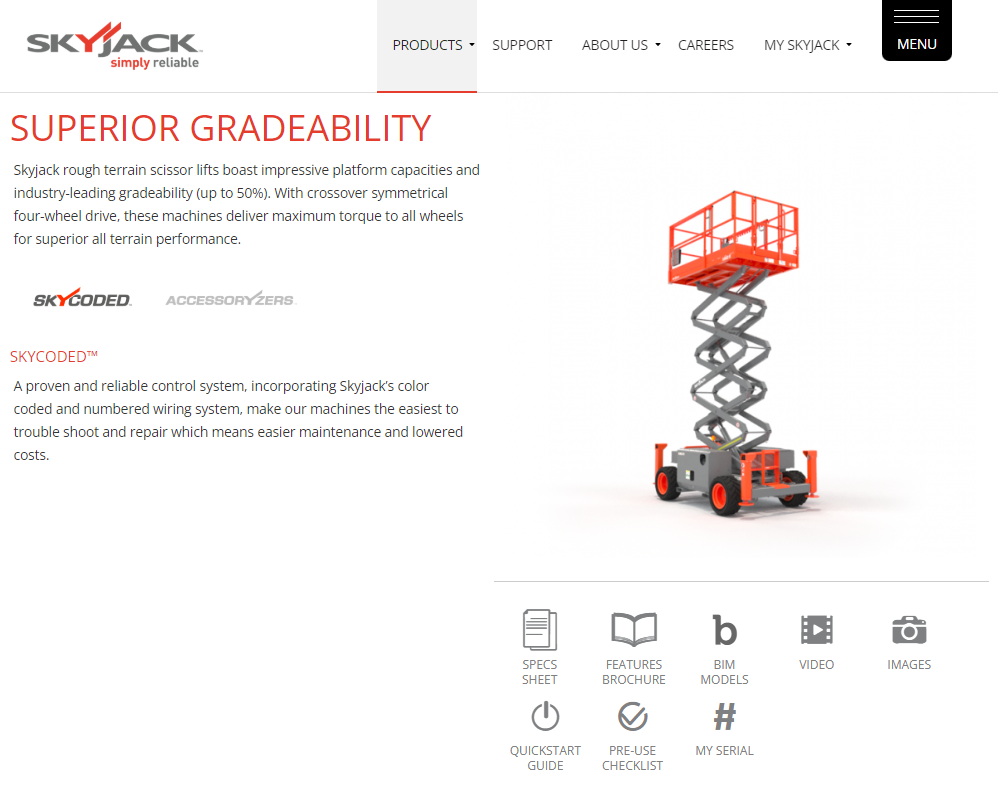 SKYJACK
simply reliable
PRODUCTS
SUPPORT
ABOUT US
CAREERS
MY SKYJACK
MENU
SUPERIOR GRADEABILITY
Skyjack rough terrain scissor lifts boast impressive platform capacities and
industry-leading gradeability (up to 50%). With crossover symmetrical
four-wheel drive, these machines deliver maximum torque to all wheels
for superior all terrain performance.
SKYCODED
ACCESSORYZERS
SKYCODED™
A proven and reliable control system, incorporating Skyjack’s color
coded and numbered wiring system, make our machines the easiest to
trouble shoot and repair which means easier maintenance and lowered
costs.
SPECS
SHEET
FEATURES
BROCHURE
b
BIM
MODELS
VIDEO
IMAGES
QUICKSTART
GUIDE
PRE-USE
CHECKLIST
#
MY SERIAL